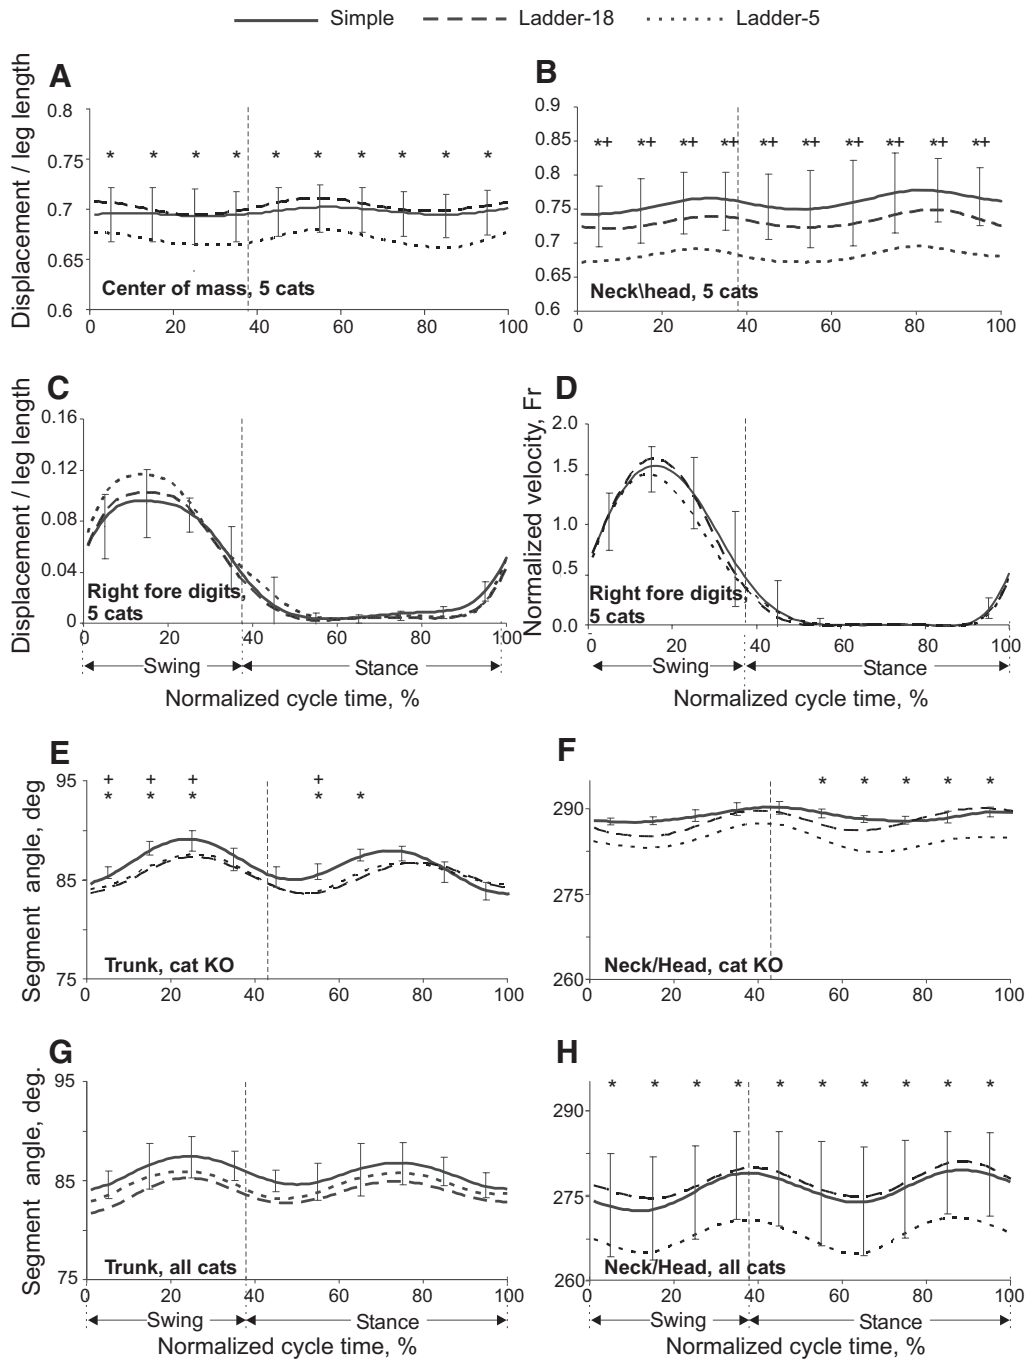 Simple Ladder-18 Ladder-5
A
Displacement / leg length
0.8
0.75
0.7
0.65
0.6
* * * * * * * * * *
Center of mass, 5 cats
0 20 40 60 80 100
B
0.9
0.85
0.8
0.75
0.7
0.65
0.6
*+ *+ *+ *+ *+ *+ *+ *+ *+ *+
Neck\head, 5 cats
0 20 40 60 80 100
C
Displacement / leg length
0.16
0.12
0.08
0.04
0
Right fore digits,
5 cats
0 20 40 60 80 100
Swing Stance
Normalized cycle time, %
D
Normalized velocity, Fr
2.0
1.5
1.0
0.5
0.0
Right fore digits,
5 cats
0 20 40 60 80 100
Swing Stance
Normalized cycle time, %
E
Segment angle, deg
95
85
75
+ + + +
* * * * *
Trunk, cat KO
0 20 40 60 80 100
F
290
275
260
* * * * *
Neck/Head, cat KO
0 20 40 60 80 100
G
Segment angle, deg.
95
85
75
Trunk, all cats
0 20 40 60 80 100
Swing Stance
Normalized cycle time, %
H
290
275
260
* * * * * * * * * *
Neck/Head, all cats
0 20 40 60 80 100
Swing Stance
Normalized cycle time, %